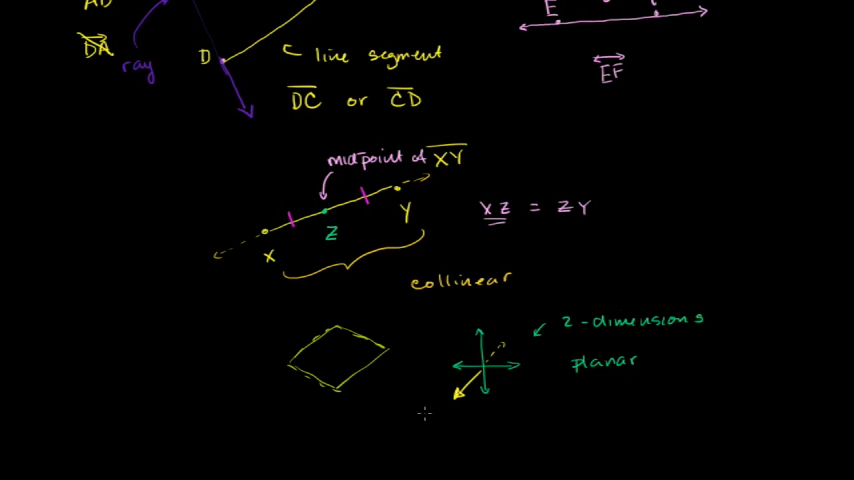 AD
DA
ray
D
line segment
DC or CD
E
EF
midpoint of XY
X
Z
Y
XZ = ZY
collinear
2-dimensions
planar